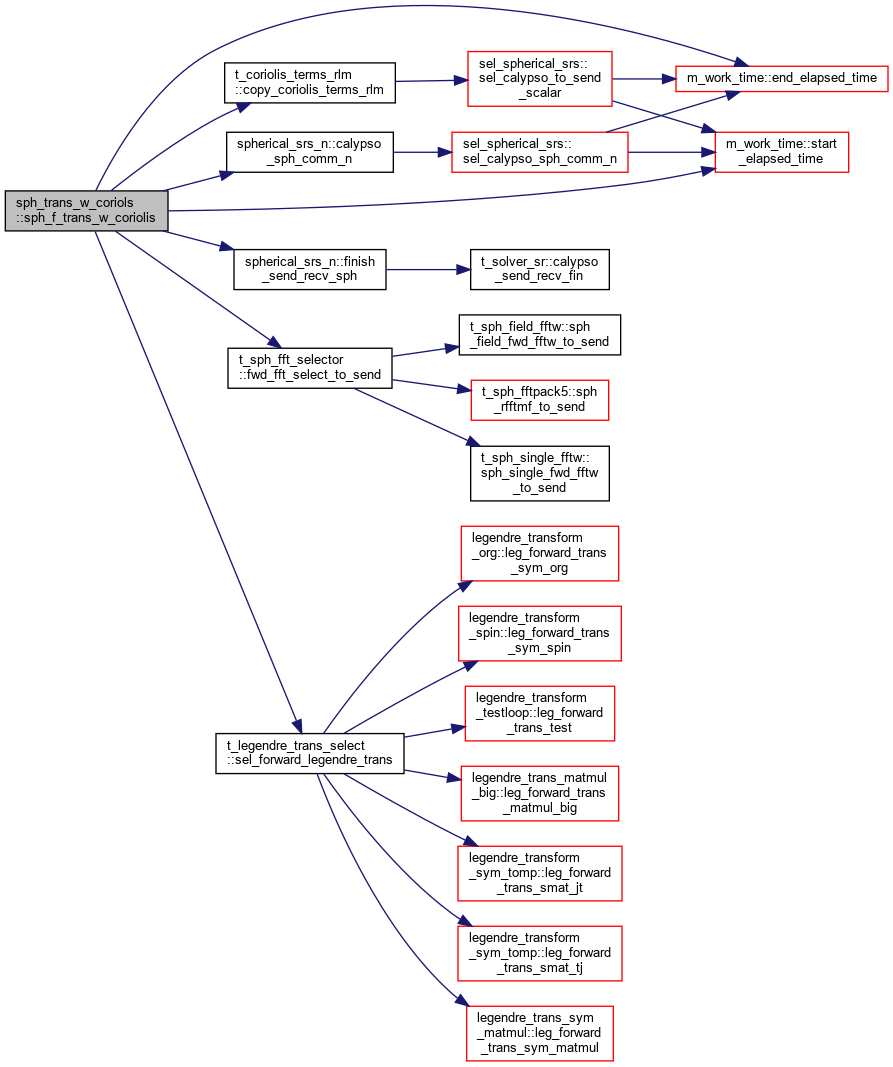 sph_trans_w_coriols
::sph_f_trans_w_coriolis
t_coriolis_terms_rlm
::copy_coriolis_terms_rlm
sel_spherical_srs::
sel_calypso_to_send
_scalar
m_work_time::end_elapsed_time
spherical_srs_n::calypso
_sph_comm_n
sel_spherical_srs::
sel_calypso_sph_comm_n
m_work_time::start
_elapsed_time
spherical_srs_n::finish
_send_recv_sph
t_solver_sr::calypso
_send_recv_fin
t_sph_fft_selector
::fwd_fft_select_to_send
t_sph_field_fftw::sph
_field_fwd_fftw_to_send
t_sph_fftpack5::sph
_rfftmf_to_send
t_sph_single_fftw::
sph_single_fwd_fftw
_to_send
t_legendre_trans_select
::sel_forward_legendre_trans
legendre_transform
_org::leg_forward_trans
_sym_org
legendre_transform
_spin::leg_forward_trans
_sym_spin
legendre_transform
_testloop::leg_forward
_trans_test
legendre_trans_matmul
_big::leg_forward_trans
_matmul_big
legendre_transform
_sym_tomp::leg_forward
_trans_smat_jt
legendre_transform
_sym_tomp::leg_forward
_trans_smat_tj
legendre_trans_sym
_matmul::leg_forward
_trans_sym_matmul